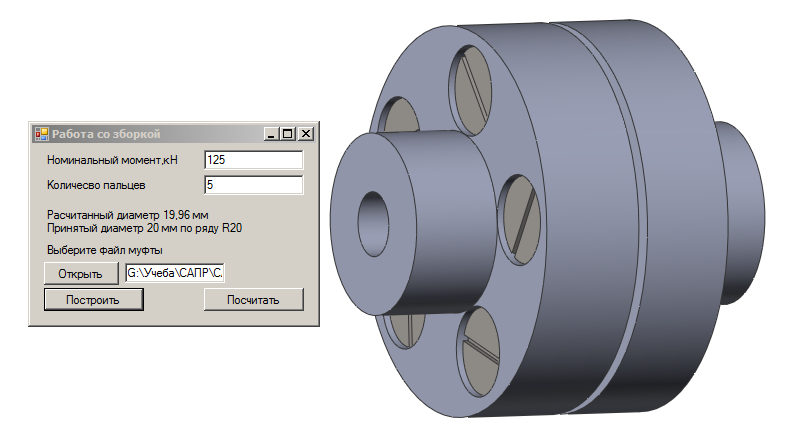 Работа со зборкой
Номинальный момент,кН 125
Количесво пальцев 5
Расчитанный диаметр 19,96 мм
Принятый диаметр 20 мм по ряду R20
Выберите файл муфты
Открыть G:\Учеба\САПР\С
Построить Посчитать